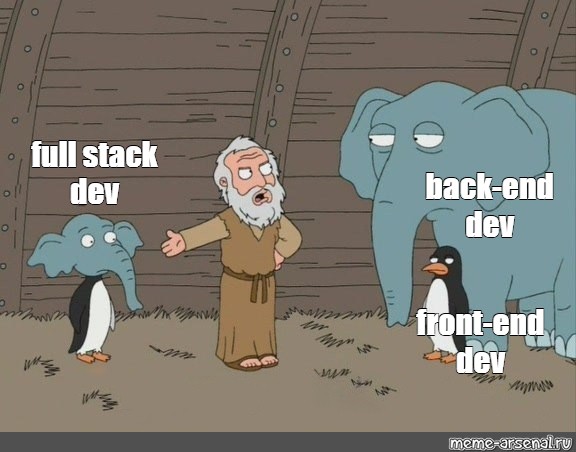 full stack
dev
back-end
dev
front-end
dev
meme-arsenal.ru